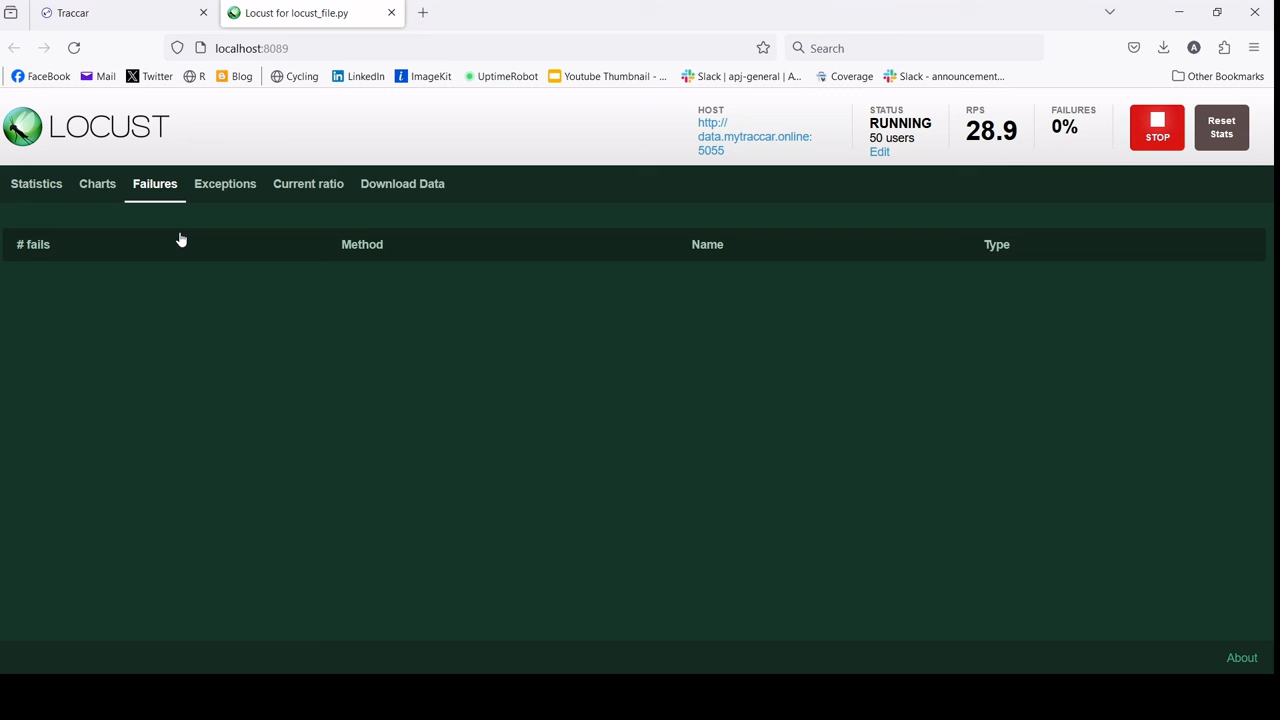 Traccar
Locust for locust_file.py
localhost:8089
Search
FaceBook
Mail
Twitter
R
Blog
Cycling
LinkedIn
ImageKit
UptimeRobot
Youtube Thumbnail - ...
Slack | apj-general | A...
Coverage
Slack - announcement...
Other Bookmarks
LOCUST
HOST
http://
data.mytraccar.online:
5055
STATUS
RUNNING
50 users
Edit
RPS
28.9
FAILURES
0%
STOP
Reset
Stats
Statistics
Charts
Failures
Exceptions
Current ratio
Download Data
# fails
Method
Name
Type
About